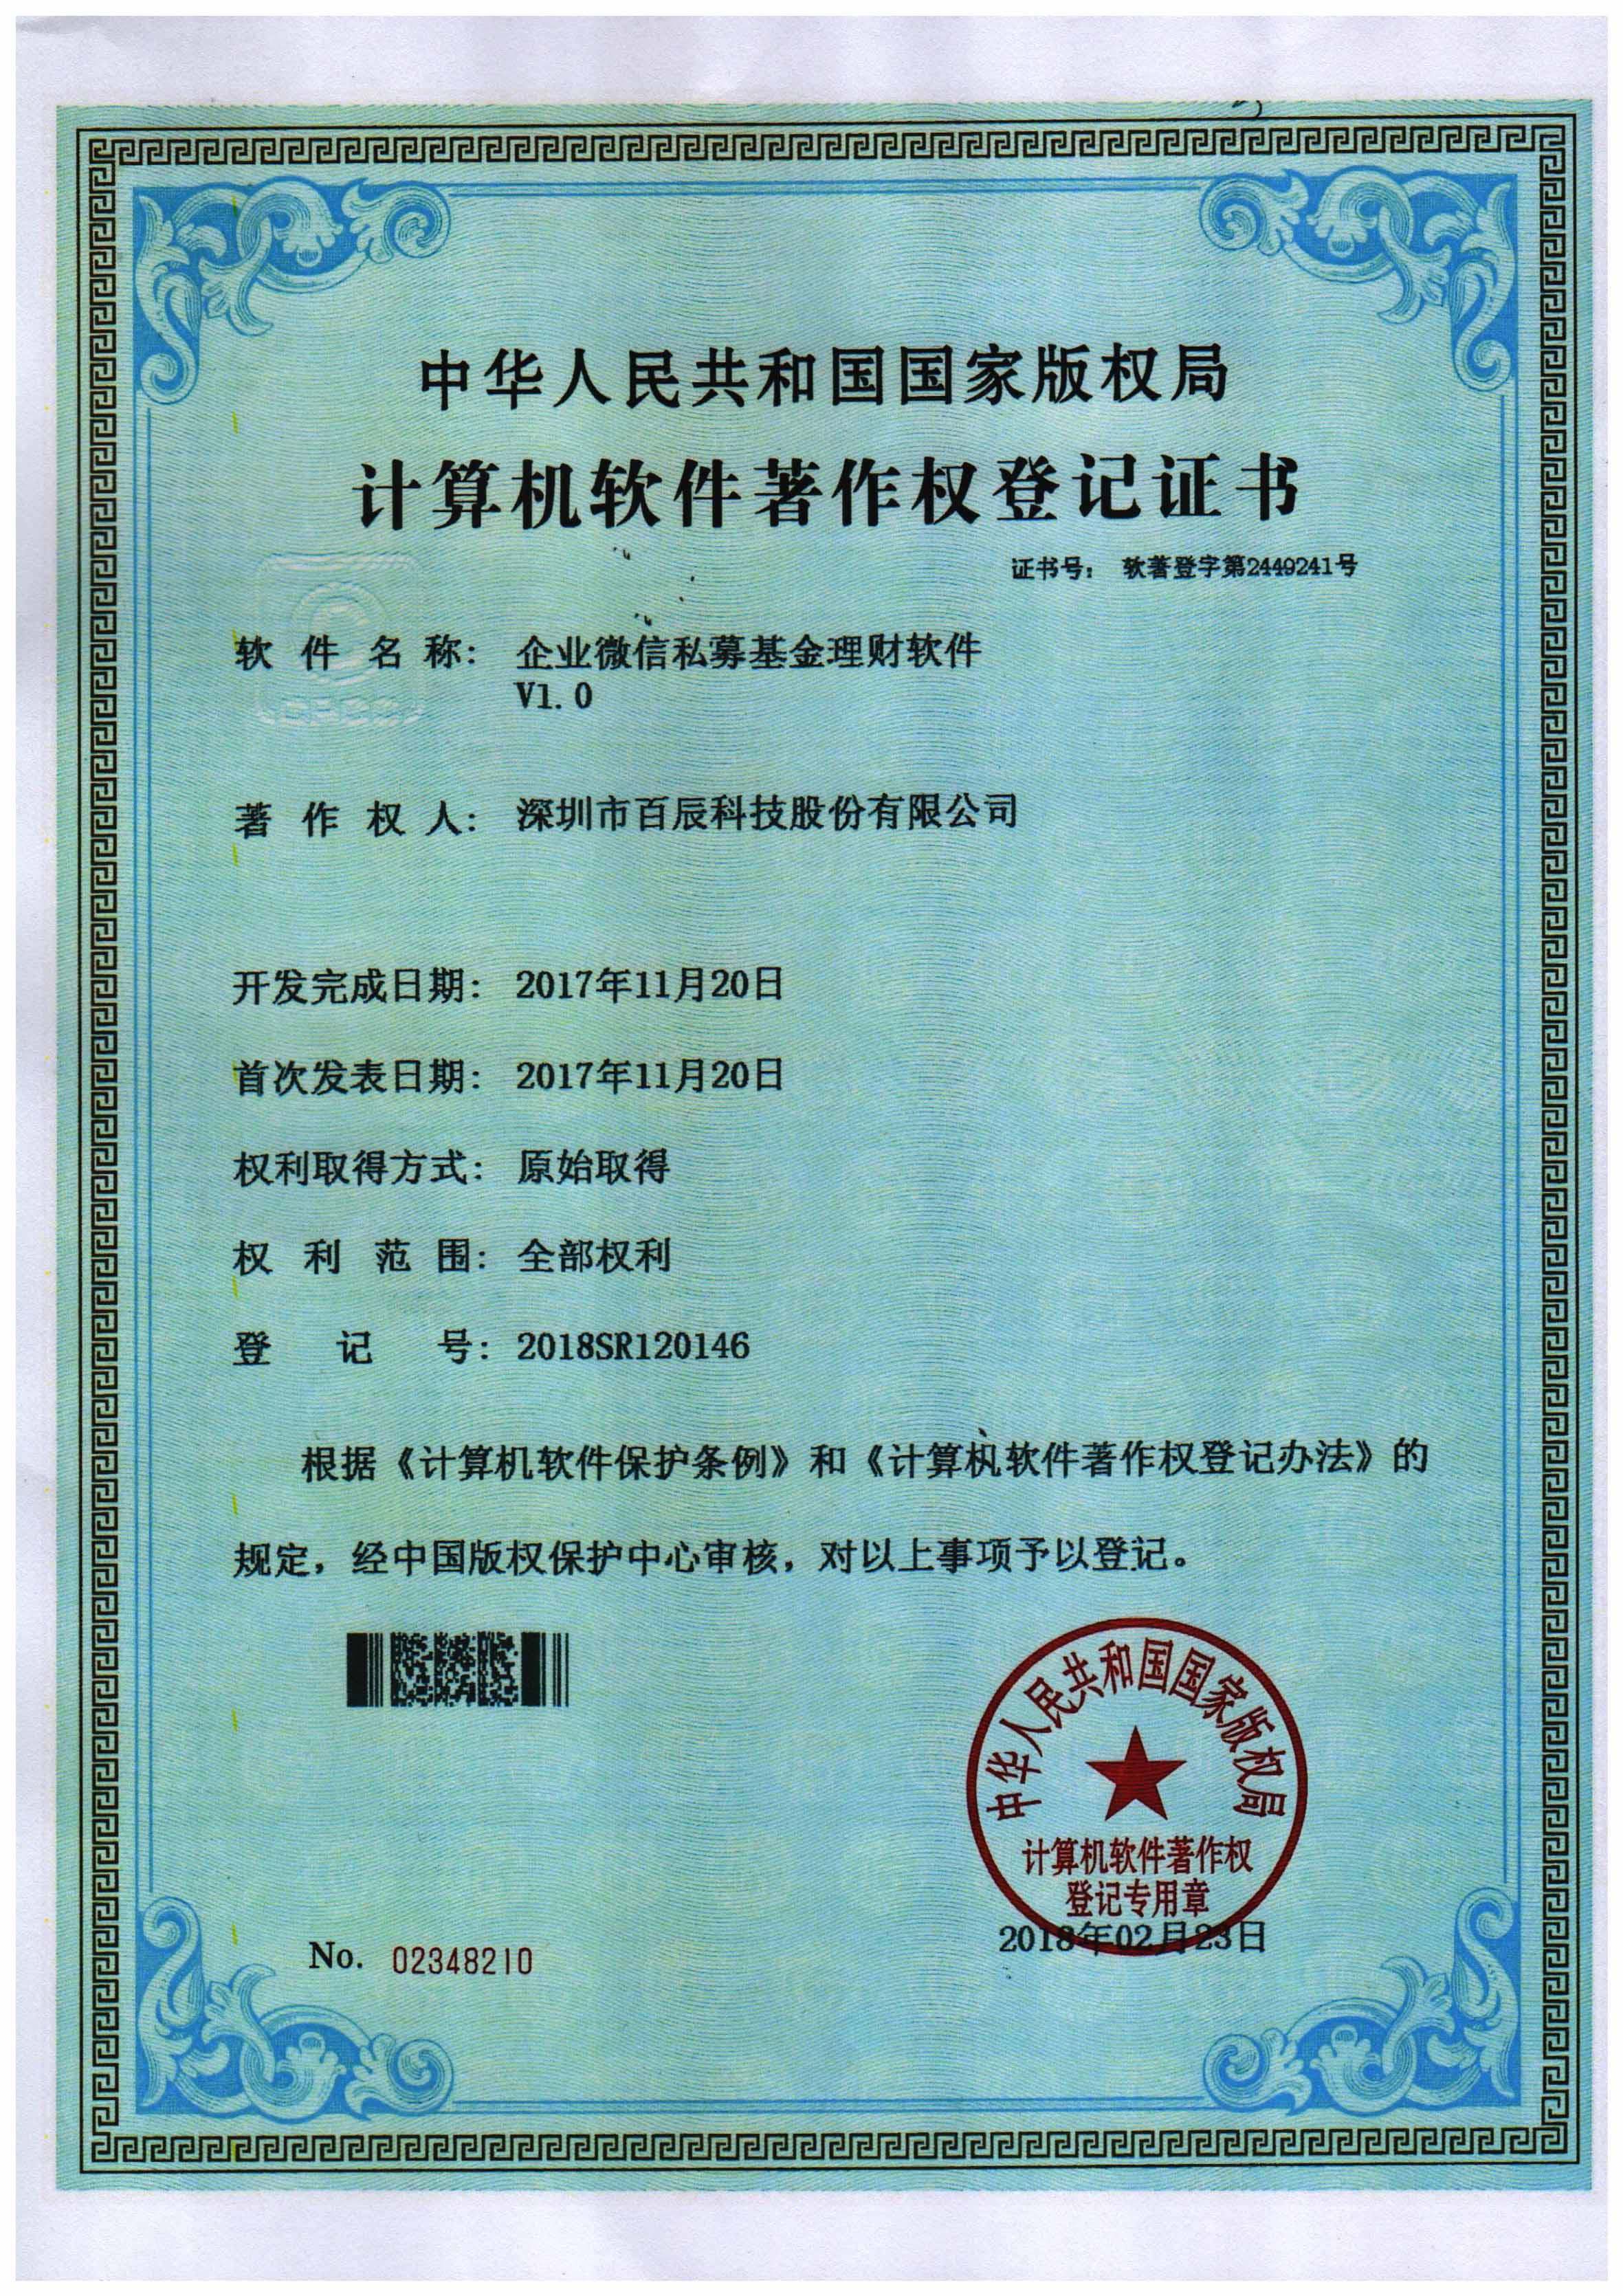 中华人民共和国国家版权局
计算机软件著作权登记证书
证书号： 软著登字第2449241号
软件名称： 企业微信私募基金理财软件
V1.0
著作权人： 深圳市百辰科技股份有限公司
开发完成日期： 2017年11月20日
首次发表日期： 2017年11月20日
权利取得方式： 原始取得
权利范围： 全部权利
登记号： 2018SR120146
根据《计算机软件保护条例》和《计算机软件著作权登记办法》的
规定，经中国版权保护中心审核，对以上事项予以登记。
中华人民共和国国家版权局
计算机软件著作权
登记专用章
2018年02月23日
No. 02348210